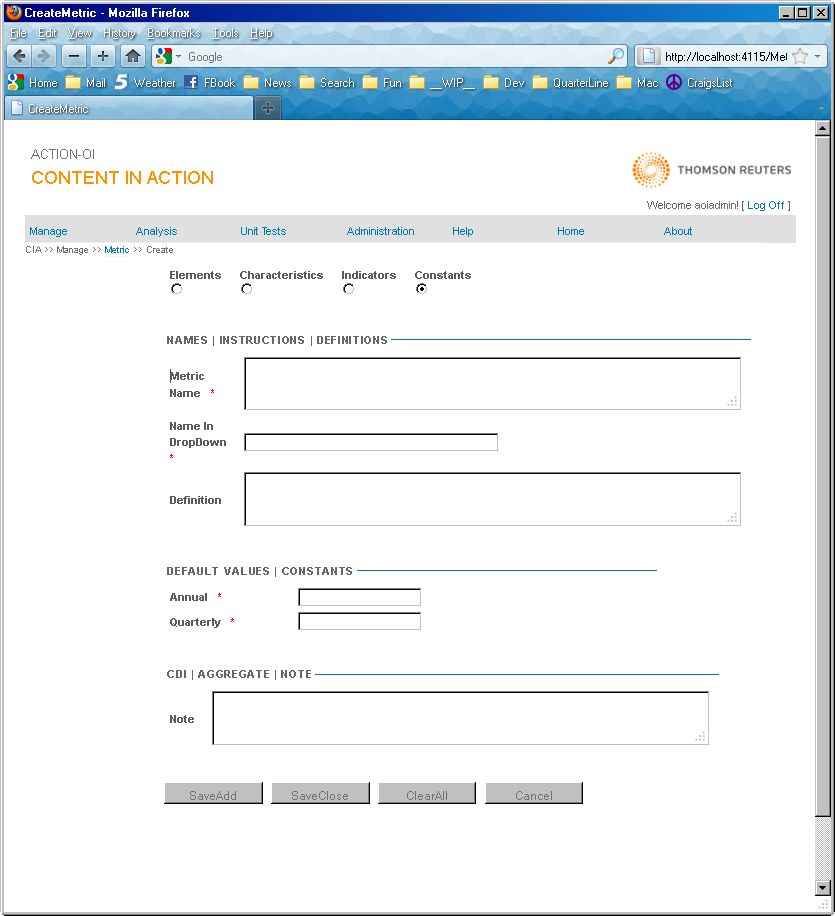 CreateMetric - Mozilla Firefox
File Edit View History Bookmarks Tools Help
Google http://localhost:4115/Met
Home Mail Weather FBook News Search Fun __WIP__ Dev QuarterLine Mac CraigsList
CreateMetric
ACTION-OI
CONTENT IN ACTION
THOMSON REUTERS
Welcome aoiadmin! [ Log Off ]
Manage Analysis Unit Tests Administration Help Home About
CIA >> Manage >> Metric >> Create
Elements Characteristics Indicators Constants
NAMES | INSTRUCTIONS | DEFINITIONS
Metric
Name *
Name In
DropDown
*
Definition
DEFAULT VALUES | CONSTANTS
Annual *
Quarterly *
CDI | AGGREGATE | NOTE
Note
SaveAdd SaveClose ClearAll Cancel